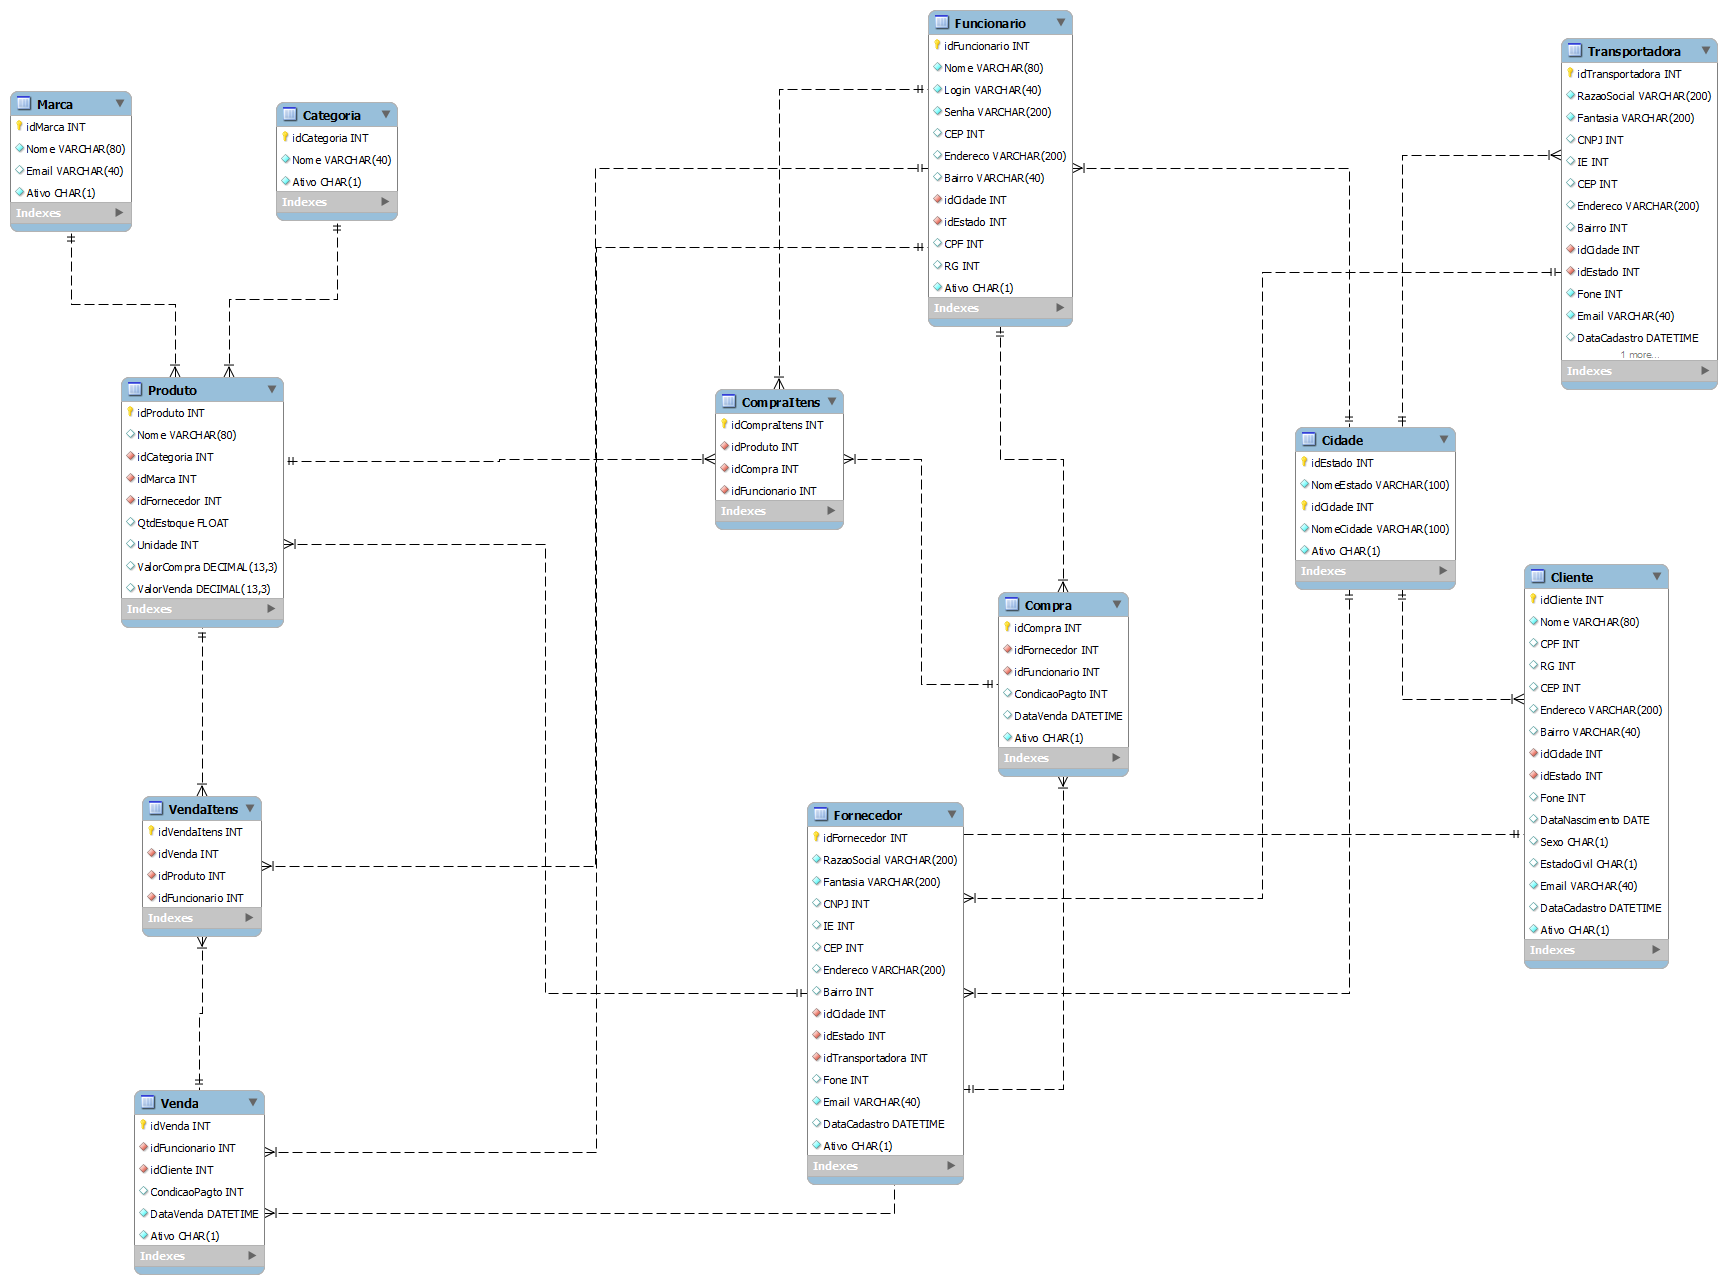 Funcionario
idFuncionario INT
Nome VARCHAR(80)
Login VARCHAR(40)
Senha VARCHAR(200)
CEP INT
Endereco VARCHAR(200)
Bairro VARCHAR(40)
idCidade INT
idEstado INT
CPF INT
RG INT
Ativo CHAR(1)
Indexes
Transportadora
idTransportadora INT
RazaoSocial VARCHAR(200)
Fantasia VARCHAR(200)
CNPJ INT
IE INT
CEP INT
Endereco VARCHAR(200)
Bairro INT
idCidade INT
idEstado INT
Fone INT
Email VARCHAR(40)
DataCadastro DATETIME
1 more...
Indexes
Marca
idMarca INT
Nome VARCHAR(80)
Email VARCHAR(40)
Ativo CHAR(1)
Indexes
Categoria
idCategoria INT
Nome VARCHAR(40)
Ativo CHAR(1)
Indexes
Produto
idProduto INT
Nome VARCHAR(80)
idCategoria INT
idMarca INT
idFornecedor INT
QtdEstoque FLOAT
Unidade INT
ValorCompra DECIMAL(13,3)
ValorVenda DECIMAL(13,3)
Indexes
CompraItens
idCompraItens INT
idProduto INT
idCompra INT
idFuncionario INT
Indexes
Cidade
idEstado INT
NomeEstado VARCHAR(100)
idCidade INT
NomeCidade VARCHAR(100)
Ativo CHAR(1)
Indexes
Cliente
idCliente INT
Nome VARCHAR(80)
CPF INT
RG INT
CEP INT
Endereco VARCHAR(200)
Bairro VARCHAR(40)
idCidade INT
idEstado INT
Fone INT
DataNascimento DATE
Sexo CHAR(1)
EstadoCivil CHAR(1)
Email VARCHAR(40)
DataCadastro DATETIME
Ativo CHAR(1)
Indexes
Compra
idCompra INT
idFornecedor INT
idFuncionario INT
CondicaoPagto INT
DataVenda DATETIME
Ativo CHAR(1)
Indexes
VendaItens
idVendaItens INT
idVenda INT
idProduto INT
idFuncionario INT
Indexes
Fornecedor
idFornecedor INT
RazaoSocial VARCHAR(200)
Fantasia VARCHAR(200)
CNPJ INT
IE INT
CEP INT
Endereco VARCHAR(200)
Bairro INT
idCidade INT
idEstado INT
idTransportadora INT
Fone INT
Email VARCHAR(40)
DataCadastro DATETIME
Ativo CHAR(1)
Indexes
Venda
idVenda INT
idFuncionario INT
idCliente INT
CondicaoPagto INT
DataVenda DATETIME
Ativo CHAR(1)
Indexes